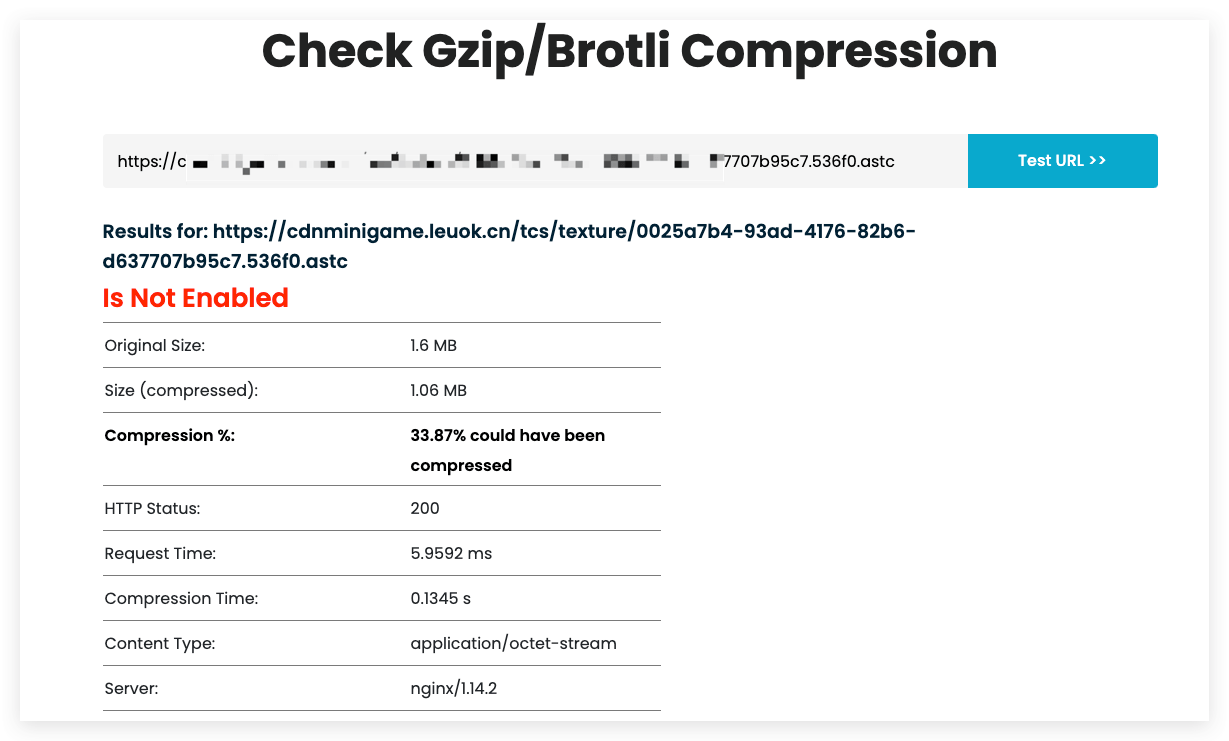 Check Gzip/Brotli Compression
https://c 7707b95c7.536f0.astc Test URL >>
Results for: https://cdnminigame.leuok.cn/tcs/texture/0025a7b4-93ad-4176-82b6-
d637707b95c7.536f0.astc
Is Not Enabled
Original Size: 1.6 MB
Size (compressed): 1.06 MB
Compression %: 33.87% could have been
compressed
HTTP Status: 200
Request Time: 5.9592 ms
Compression Time: 0.1345 s
Content Type: application/octet-stream
Server: nginx/1.14.2